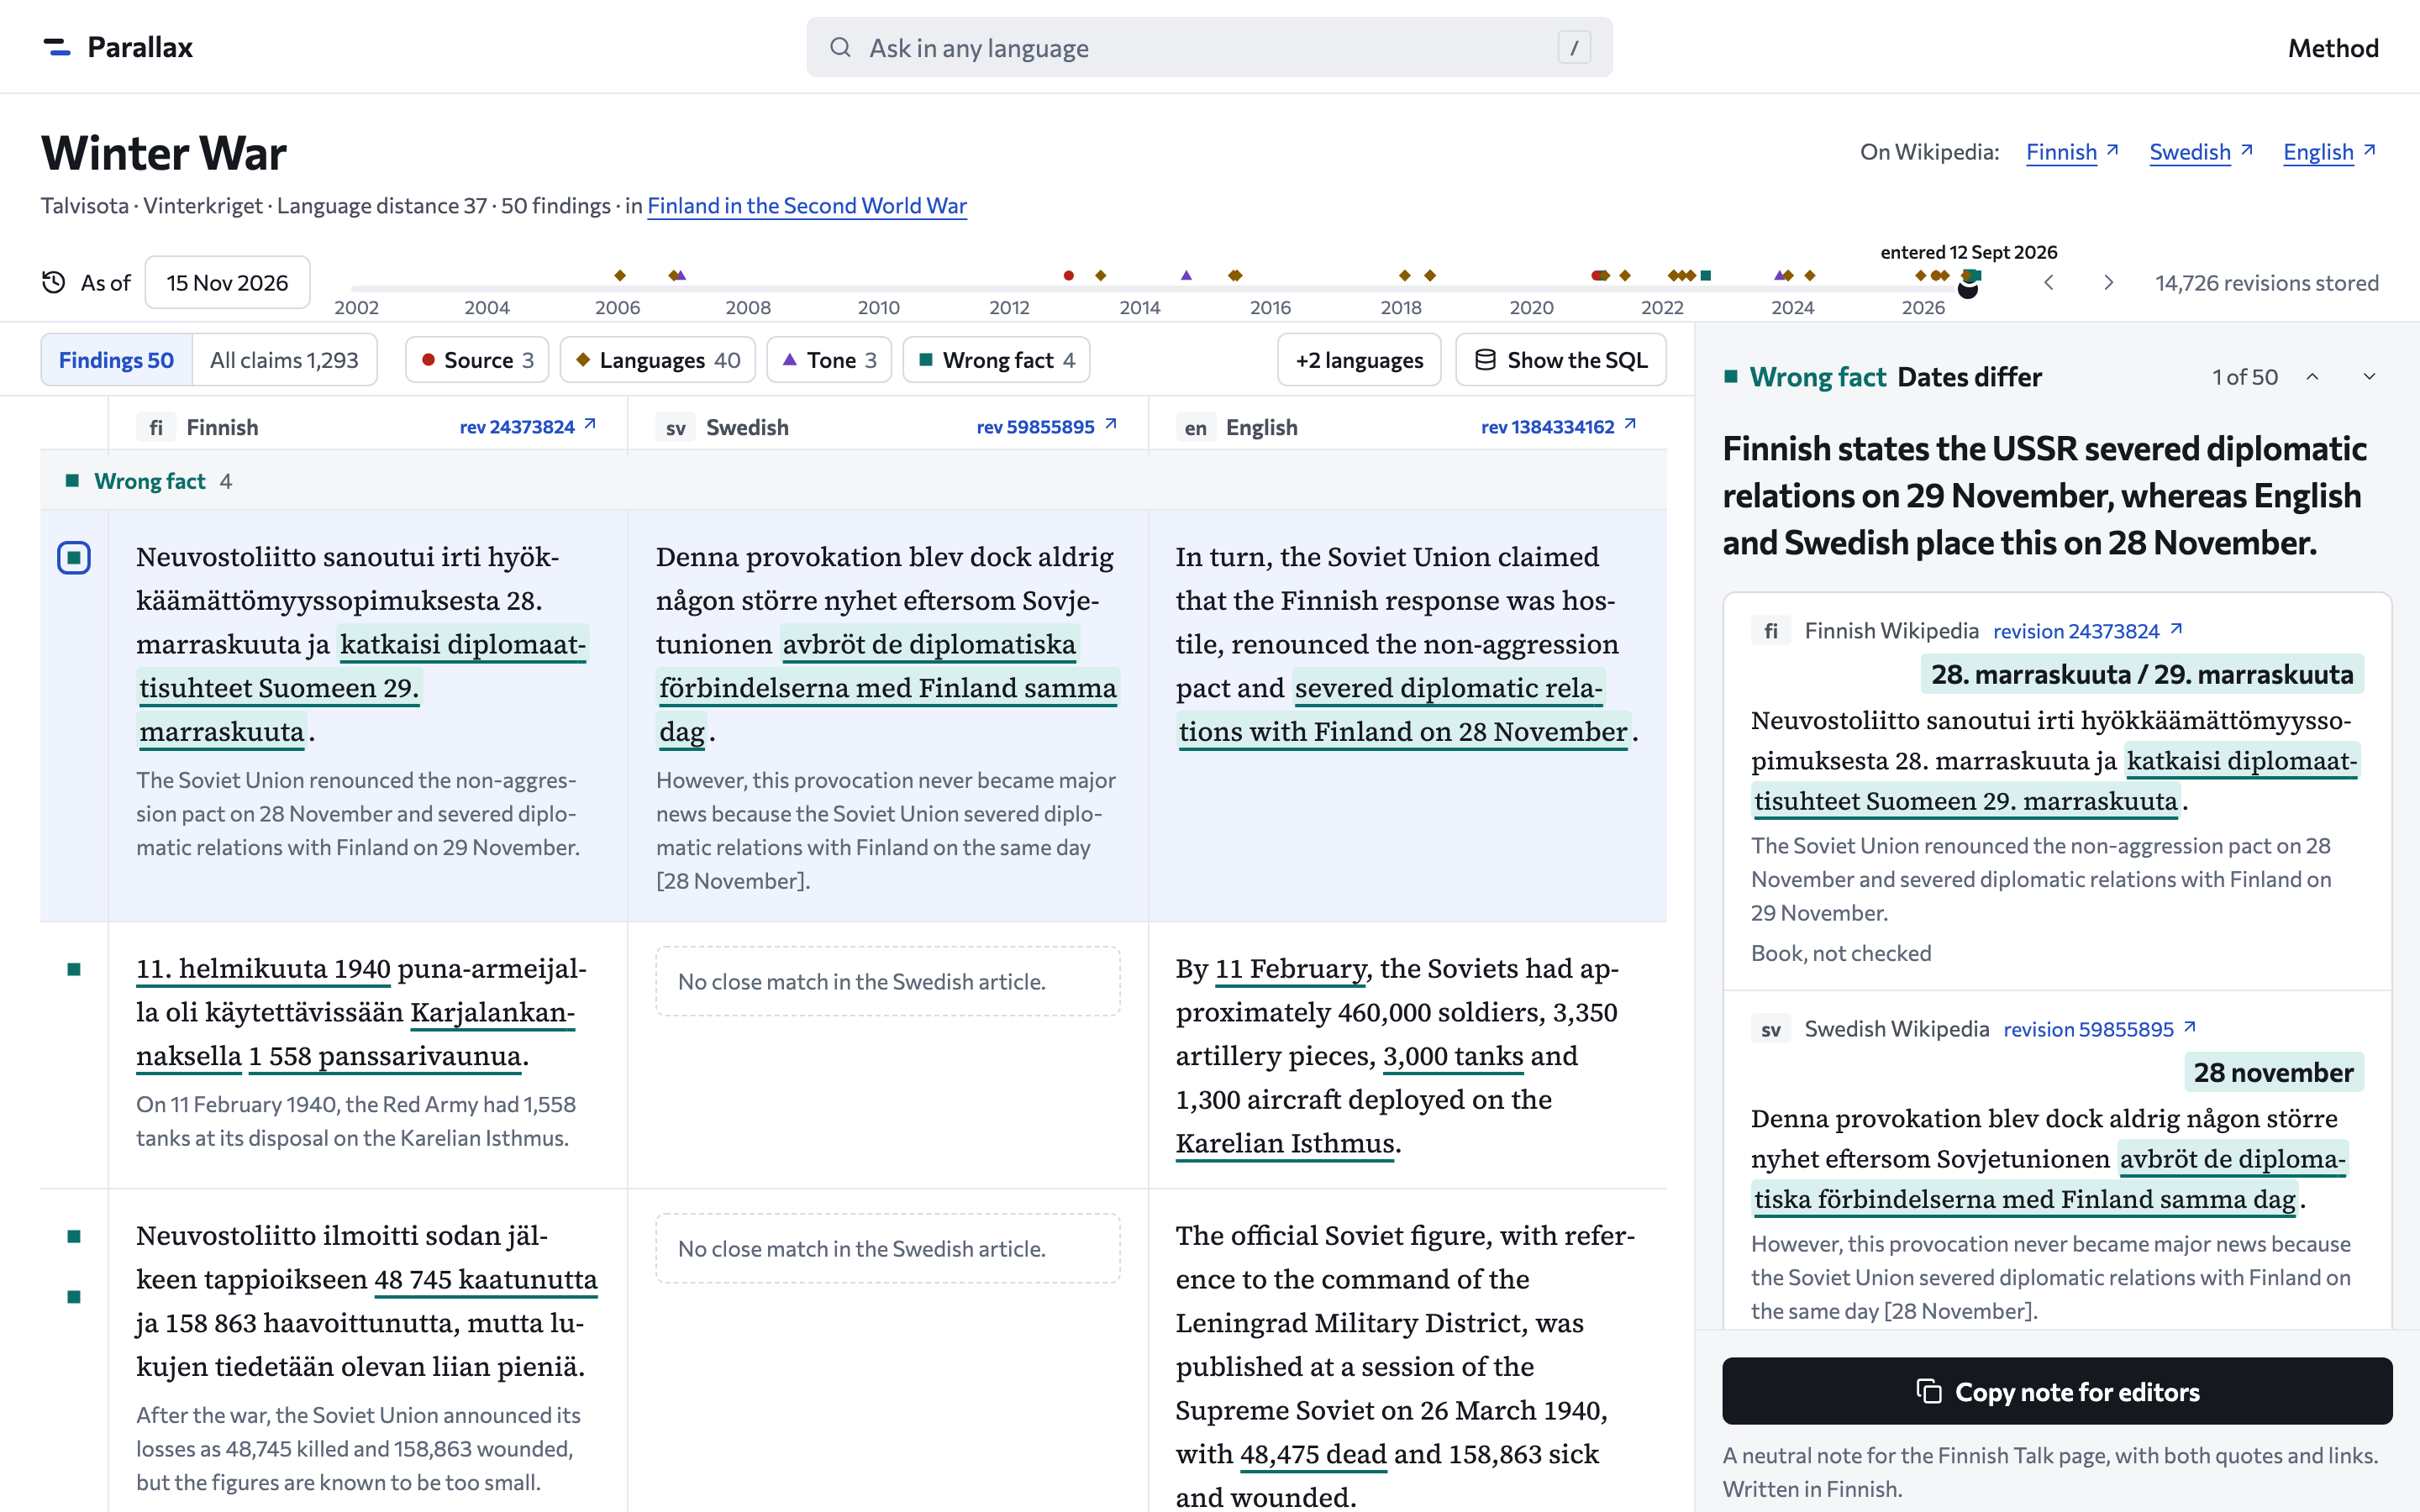 Parallax
Ask in any language
/
Method
Winter War
On Wikipedia: Finnish Swedish English
Talvisota · Vinterkriget · Language distance 37 · 50 findings · in Finland in the Second World War
entered 12 Sept 2026
As of 15 Nov 2026
14,726 revisions stored
2002 2004 2006 2008 2010 2012 2014 2016 2018 2020 2022 2024 2026
Findings 50
All claims 1,293
Source 3
Languages 40
Tone 3
Wrong fact 4
+2 languages
Show the SQL
fi Finnish rev 24373824
sv Swedish rev 59855895
en English rev 1384334162
Wrong fact 4
Neuvostoliitto sanoutui irti hyök-
käämättömyyssopimuksesta 28.
marraskuuta ja katkaisi diplomaat-
tisuhteet Suomeen 29.
marraskuuta.
The Soviet Union renounced the non-aggres-
sion pact on 28 November and severed diplo-
matic relations with Finland on 29 November.
Denna provokation blev dock aldrig
någon större nyhet eftersom Sovje-
tunionen avbröt de diplomatiska
förbindelserna med Finland samma
dag.
However, this provocation never became major
news because the Soviet Union severed diplo-
matic relations with Finland on the same day
[28 November].
In turn, the Soviet Union claimed
that the Finnish response was hos-
tile, renounced the non-aggression
pact and severed diplomatic rela-
tions with Finland on 28 November.
11. helmikuuta 1940 puna-armeijal-
la oli käytettävissään Karjalankan-
naksella 1 558 panssarivaunua.
On 11 February 1940, the Red Army had 1,558
tanks at its disposal on the Karelian Isthmus.
No close match in the Swedish article.
By 11 February, the Soviets had ap-
proximately 460,000 soldiers, 3,350
artillery pieces, 3,000 tanks and
1,300 aircraft deployed on the
Karelian Isthmus.
Neuvostoliitto ilmoitti sodan jäl-
keen tappioikseen 48 745 kaatunutta
ja 158 863 haavoittunutta, mutta lu-
kujen tiedetään olevan liian pieniä.
After the war, the Soviet Union announced its
losses as 48,745 killed and 158,863 wounded,
but the figures are known to be too small.
No close match in the Swedish article.
The official Soviet figure, with refer-
ence to the command of the
Leningrad Military District, was
published at a session of the
Supreme Soviet on 26 March 1940,
with 48,475 dead and 158,863 sick
and wounded.
Wrong fact Dates differ
1 of 50
Finnish states the USSR severed diplomatic
relations on 29 November, whereas English
and Swedish place this on 28 November.
fi Finnish Wikipedia revision 24373824
28. marraskuuta / 29. marraskuuta
Neuvostoliitto sanoutui irti hyökkäämättömyysso-
pimuksesta 28. marraskuuta ja katkaisi diplomaat-
tisuhteet Suomeen 29. marraskuuta.
The Soviet Union renounced the non-aggression pact on 28
November and severed diplomatic relations with Finland on
29 November.
Book, not checked
sv Swedish Wikipedia revision 59855895
28 november
Denna provokation blev dock aldrig någon större
nyhet eftersom Sovjetunionen avbröt de diploma-
tiska förbindelserna med Finland samma dag.
However, this provocation never became major news because
the Soviet Union severed diplomatic relations with Finland on
the same day [28 November].
Copy note for editors
A neutral note for the Finnish Talk page, with both quotes and links.
Written in Finnish.